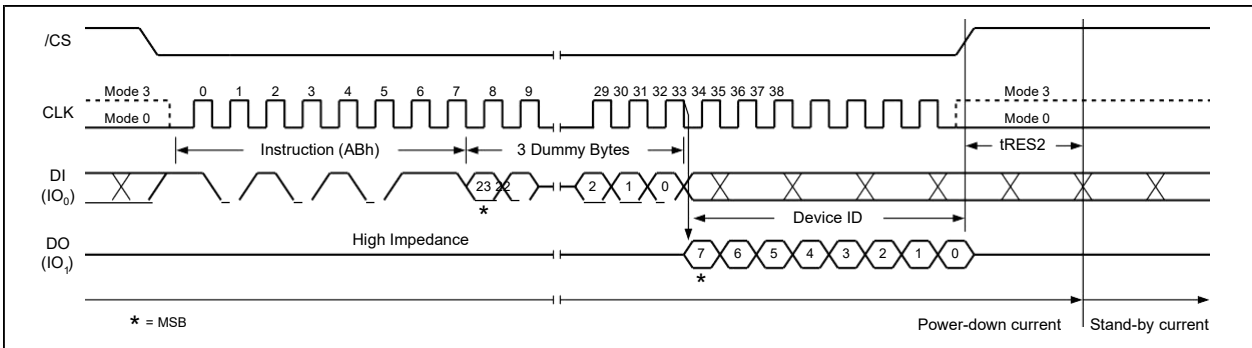 /CS
Mode 3 0 1 2 3 4 5 6 7 8 9 29 30 31 32 33 34 35 36 37 38 Mode 3
CLK
Mode 0 Mode 0
Instruction (ABh) 3 Dummy Bytes tRES2
DI
(IO0) 23 22 2 1 0
* Device ID
DO High Impedance
(IO1) 7 6 5 4 3 2 1 0
*
* = MSB Power-down current Stand-by current